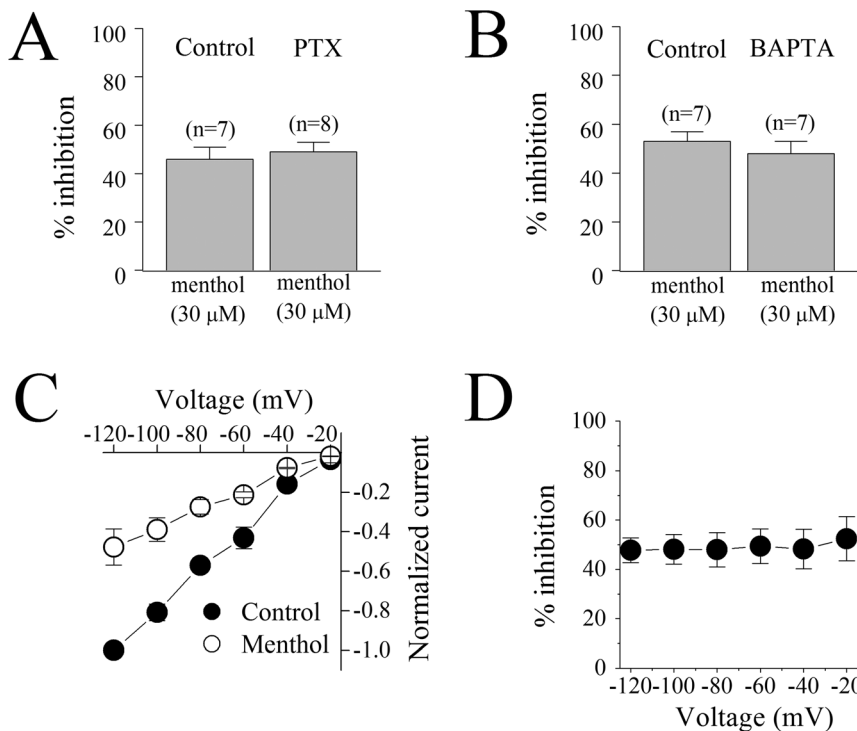 A
100
80
60
40
20
0
% inhibition
Control PTX
(n=7) (n=8)
menthol menthol
(30 μM) (30 μM)
B
100
80
60
40
20
0
% inhibition
Control BAPTA
(n=7) (n=7)
menthol menthol
(30 μM) (30 μM)
C
Voltage (mV)
-120 -100 -80 -60 -40 -20
-0.2
-0.4
-0.6
-0.8
-1.0
Normalized current
Control
Menthol
D
100
80
60
40
20
0
% inhibition
-120 -100 -80 -60 -40 -20
Voltage (mV)